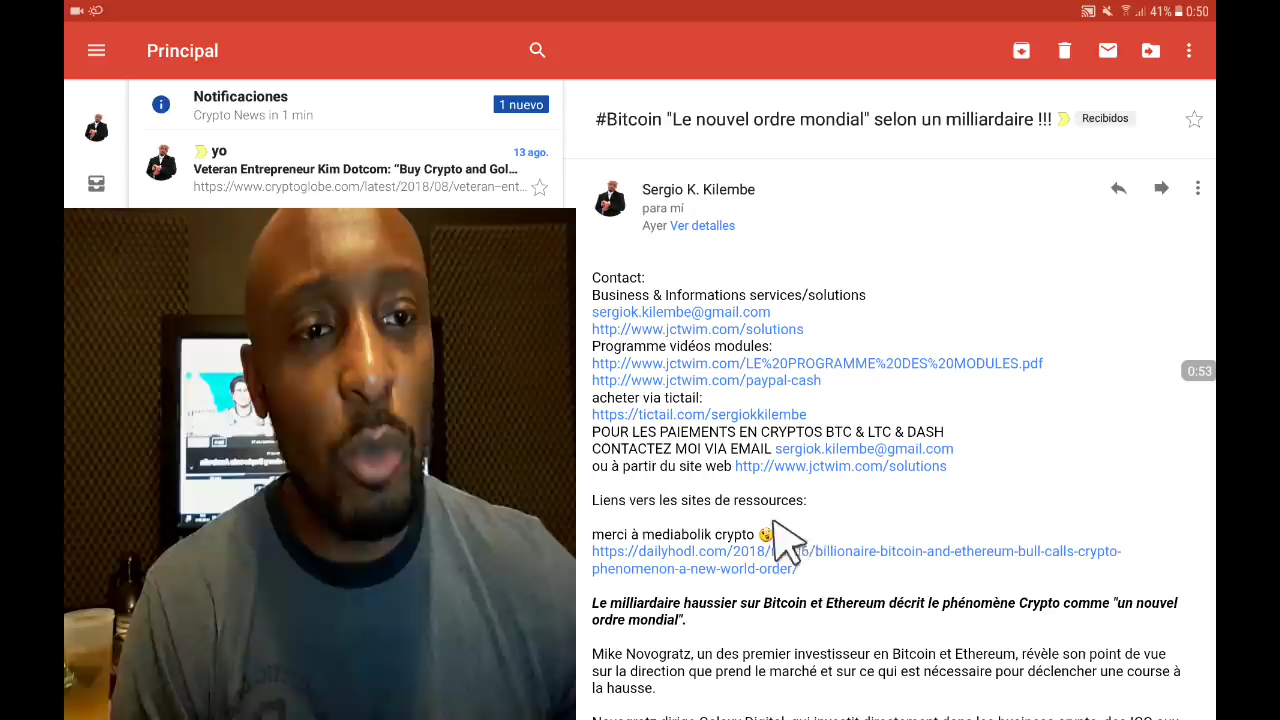 41% 0:50
Principal
Notificaciones
1 nuevo
Crypto News in 1 min
yo
13 ago.
Veteran Entrepreneur Kim Dotcom: “Buy Crypto and Gol...
https://www.cryptoglobe.com/latest/2018/08/veteran-ent...
#Bitcoin "Le nouvel ordre mondial" selon un milliardaire !!!
Recibidos
Sergio K. Kilembe
para mí
Ayer Ver detalles
Contact:
Business & Informations services/solutions
sergiok.kilembe@gmail.com
http://www.jctwim.com/solutions
Programme vidéos modules:
http://www.jctwim.com/LE%20PROGRAMME%20DES%20MODULES.pdf
http://www.jctwim.com/paypal-cash
0:53
acheter via tictail:
https://tictail.com/sergiokkilembe
POUR LES PAIEMENTS EN CRYPTOS BTC & LTC & DASH
CONTACTEZ MOI VIA EMAIL sergiok.kilembe@gmail.com
ou à partir du site web http://www.jctwim.com/solutions
Liens vers les sites de ressources:
merci à mediabolik crypto
billionaire-bitcoin-and-ethereum-bull-calls-crypto-
phenomenon-a-new-world-order/
Le milliardaire haussier sur Bitcoin et Ethereum décrit le phénomène Crypto comme "un nouvel
ordre mondial".
Mike Novogratz, un des premier investisseur en Bitcoin et Ethereum, révèle son point de vue
sur la direction que prend le marché et sur ce qui est nécessaire pour déclencher une course à
la hausse.